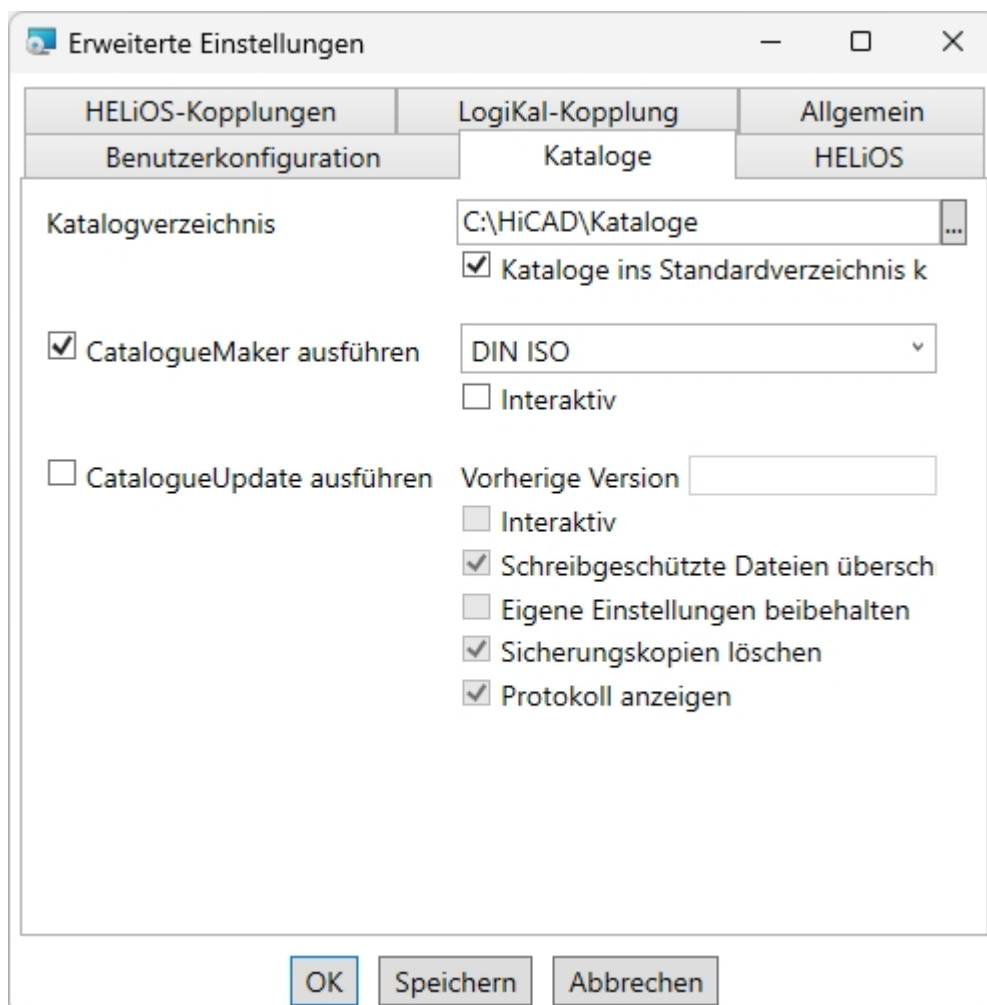 Erweiterte Einstellungen
HELiOS-Kopplungen LogiKal-Kopplung Allgemein
Benutzerkonfiguration Kataloge HELiOS
Katalogverzeichnis C:\HiCAD\Kataloge ...
Kataloge ins Standardverzeichnis k
CatalogueMaker ausführen DIN ISO
Interaktiv
CatalogueUpdate ausführen Vorherige Version
Interaktiv
Schreibgeschützte Dateien übersch
Eigene Einstellungen beibehalten
Sicherungskopien löschen
Protokoll anzeigen
OK Speichern Abbrechen